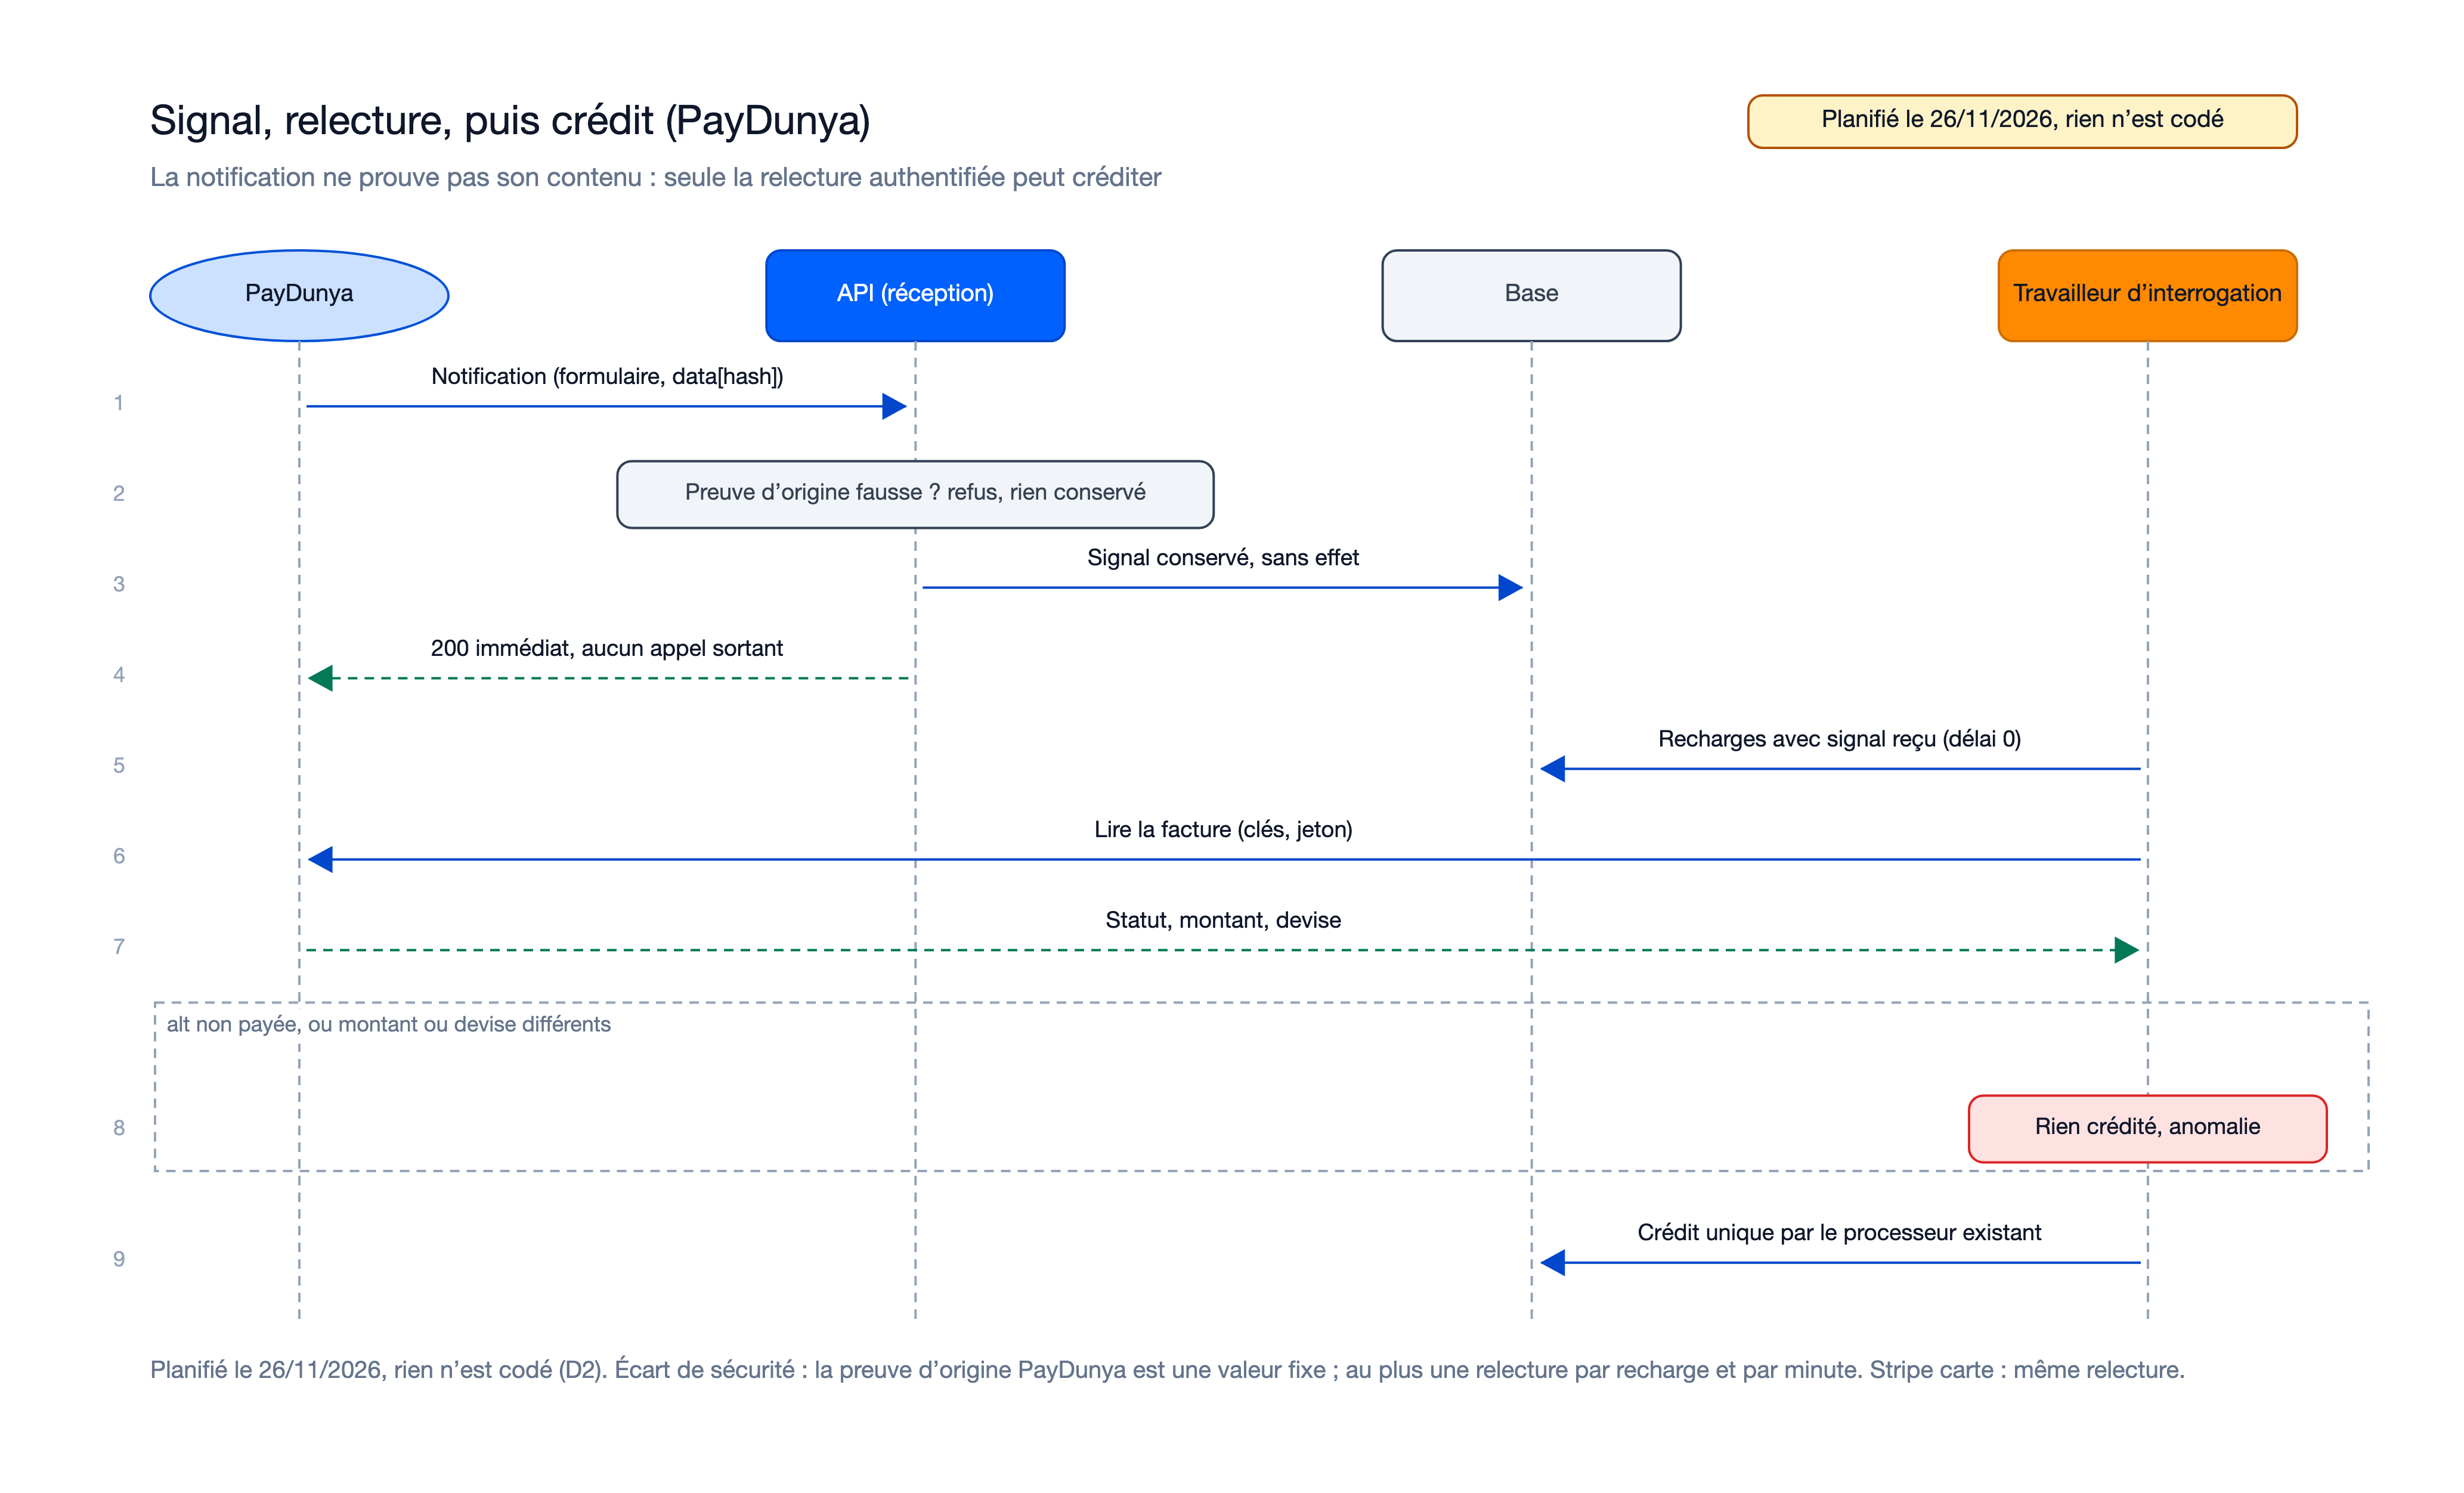 Signal, relecture, puis crédit (PayDunya)
Planifié le 26/11/2026, rien n’est codé
La notification ne prouve pas son contenu : seule la relecture authentifiée peut créditer
PayDunya
API (réception)
Base
Travailleur d’interrogation
Notification (formulaire, data[hash])
1
2
Preuve d’origine fausse ? refus, rien conservé
Signal conservé, sans effet
3
200 immédiat, aucun appel sortant
4
Recharges avec signal reçu (délai 0)
5
Lire la facture (clés, jeton)
6
Statut, montant, devise
7
alt non payée, ou montant ou devise différents
8
Rien crédité, anomalie
Crédit unique par le processeur existant
9
Planifié le 26/11/2026, rien n’est codé (D2). Écart de sécurité : la preuve d’origine PayDunya est une valeur fixe ; au plus une relecture par recharge et par minute. Stripe carte : même relecture.